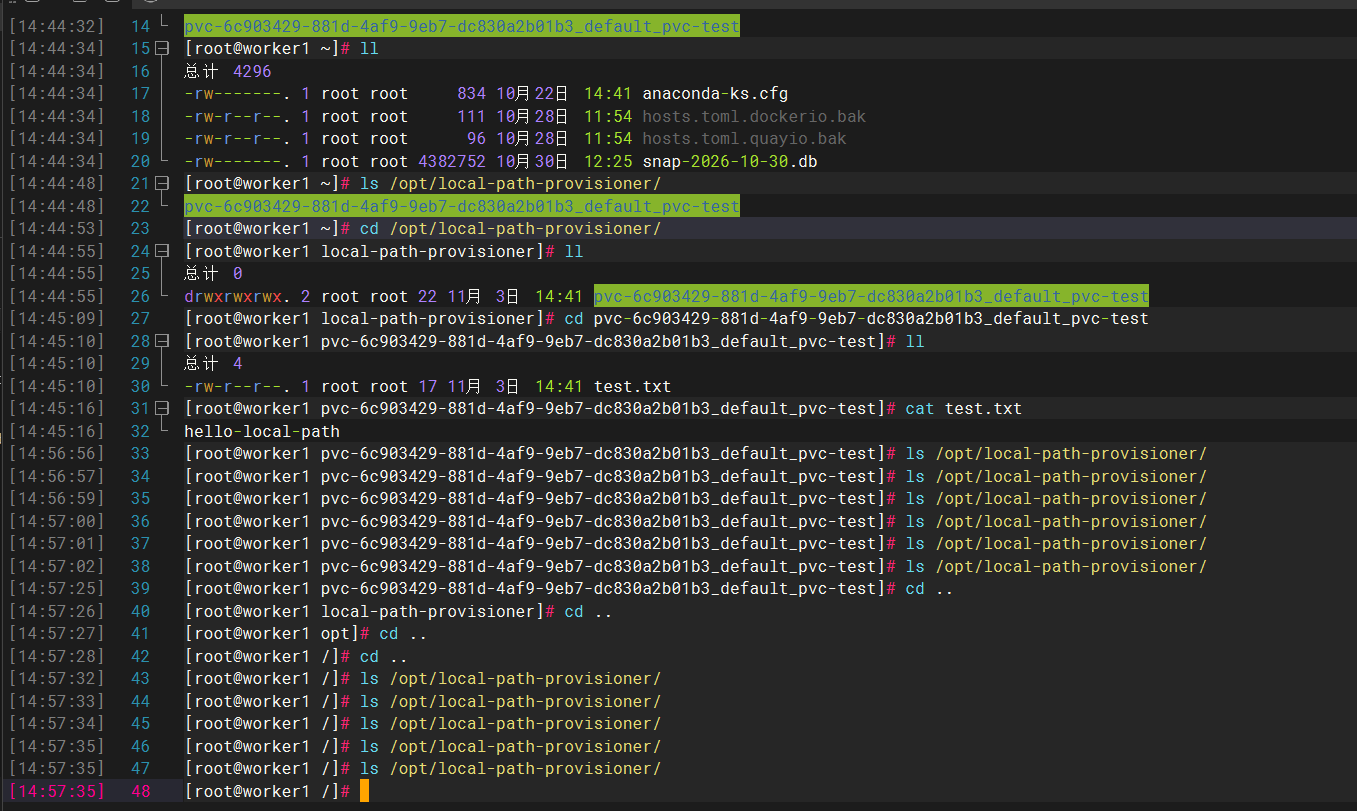 [14:44:32] 14 pvc-6c903429-881d-4af9-9eb7-dc830a2b01b3_default_pvc-test
[14:44:34] 15 [root@worker1 ~]# ll
[14:44:34] 16 总计 4296
[14:44:34] 17 -rw-------. 1 root root     834 10月 22日  14:41 anaconda-ks.cfg
[14:44:34] 18 -rw-r--r--. 1 root root     111 10月 28日  11:54 hosts.toml.dockerio.bak
[14:44:34] 19 -rw-r--r--. 1 root root      96 10月 28日  11:54 hosts.toml.quayio.bak
[14:44:34] 20 -rw-------. 1 root root 4382752 10月 30日  12:25 snap-2026-10-30.db
[14:44:48] 21 [root@worker1 ~]# ls /opt/local-path-provisioner/
[14:44:48] 22 pvc-6c903429-881d-4af9-9eb7-dc830a2b01b3_default_pvc-test
[14:44:53] 23 [root@worker1 ~]# cd /opt/local-path-provisioner/
[14:44:55] 24 [root@worker1 local-path-provisioner]# ll
[14:44:55] 25 总计 0
[14:44:55] 26 drwxrwxrwx. 2 root root 22 11月  3日  14:41 pvc-6c903429-881d-4af9-9eb7-dc830a2b01b3_default_pvc-test
[14:45:09] 27 [root@worker1 local-path-provisioner]# cd pvc-6c903429-881d-4af9-9eb7-dc830a2b01b3_default_pvc-test
[14:45:10] 28 [root@worker1 pvc-6c903429-881d-4af9-9eb7-dc830a2b01b3_default_pvc-test]# ll
[14:45:10] 29 总计 4
[14:45:10] 30 -rw-r--r--. 1 root root 17 11月  3日  14:41 test.txt
[14:45:16] 31 [root@worker1 pvc-6c903429-881d-4af9-9eb7-dc830a2b01b3_default_pvc-test]# cat test.txt
[14:45:16] 32 hello-local-path
[14:56:56] 33 [root@worker1 pvc-6c903429-881d-4af9-9eb7-dc830a2b01b3_default_pvc-test]# ls /opt/local-path-provisioner/
[14:56:57] 34 [root@worker1 pvc-6c903429-881d-4af9-9eb7-dc830a2b01b3_default_pvc-test]# ls /opt/local-path-provisioner/
[14:56:59] 35 [root@worker1 pvc-6c903429-881d-4af9-9eb7-dc830a2b01b3_default_pvc-test]# ls /opt/local-path-provisioner/
[14:57:00] 36 [root@worker1 pvc-6c903429-881d-4af9-9eb7-dc830a2b01b3_default_pvc-test]# ls /opt/local-path-provisioner/
[14:57:01] 37 [root@worker1 pvc-6c903429-881d-4af9-9eb7-dc830a2b01b3_default_pvc-test]# ls /opt/local-path-provisioner/
[14:57:02] 38 [root@worker1 pvc-6c903429-881d-4af9-9eb7-dc830a2b01b3_default_pvc-test]# ls /opt/local-path-provisioner/
[14:57:25] 39 [root@worker1 pvc-6c903429-881d-4af9-9eb7-dc830a2b01b3_default_pvc-test]# cd ..
[14:57:26] 40 [root@worker1 local-path-provisioner]# cd ..
[14:57:27] 41 [root@worker1 opt]# cd ..
[14:57:28] 42 [root@worker1 /]# cd ..
[14:57:32] 43 [root@worker1 /]# ls /opt/local-path-provisioner/
[14:57:33] 44 [root@worker1 /]# ls /opt/local-path-provisioner/
[14:57:34] 45 [root@worker1 /]# ls /opt/local-path-provisioner/
[14:57:35] 46 [root@worker1 /]# ls /opt/local-path-provisioner/
[14:57:35] 47 [root@worker1 /]# ls /opt/local-path-provisioner/
[14:57:35] 48 [root@worker1 /]#